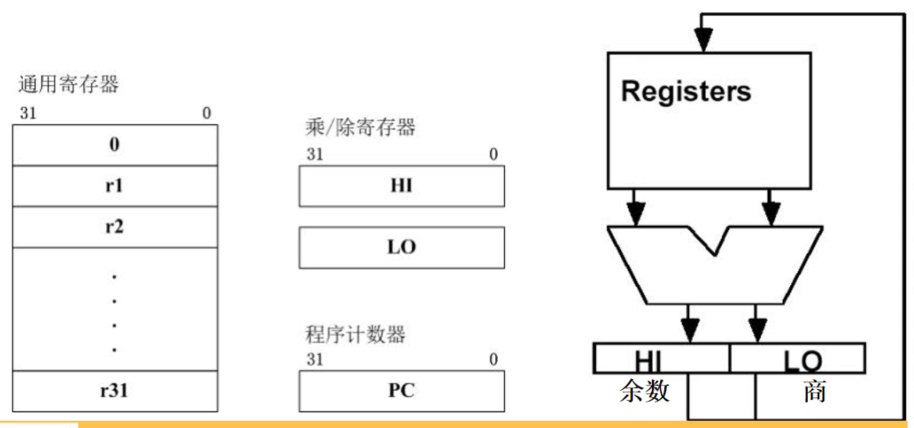 通用寄存器
31 0
0
r1
r2
r31
乘/除寄存器
31 0
HI
LO
程序计数器
31 0
PC
Registers
HI LO
余数 商